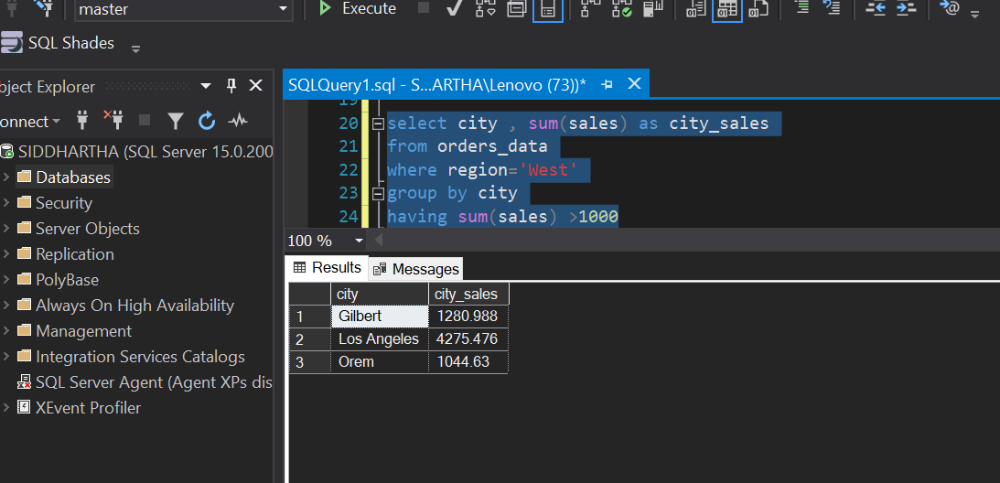 master
Execute
SQL Shades
bject Explorer
SQLQuery1.sql - S...ARTHA\Lenovo (73))*
onnect
SIDDHARTHA (SQL Server 15.0.200
Databases
Security
Server Objects
Replication
PolyBase
Always On High Availability
Management
Integration Services Catalogs
SQL Server Agent (Agent XPs dis
XEvent Profiler
19
20 select city , sum(sales) as city_sales
21 from orders_data
22 where region='West'
23 group by city
24 having sum(sales) >1000
100 %
Results Messages
city city_sales
1 Gilbert 1280.988
2 Los Angeles 4275.476
3 Orem 1044.63